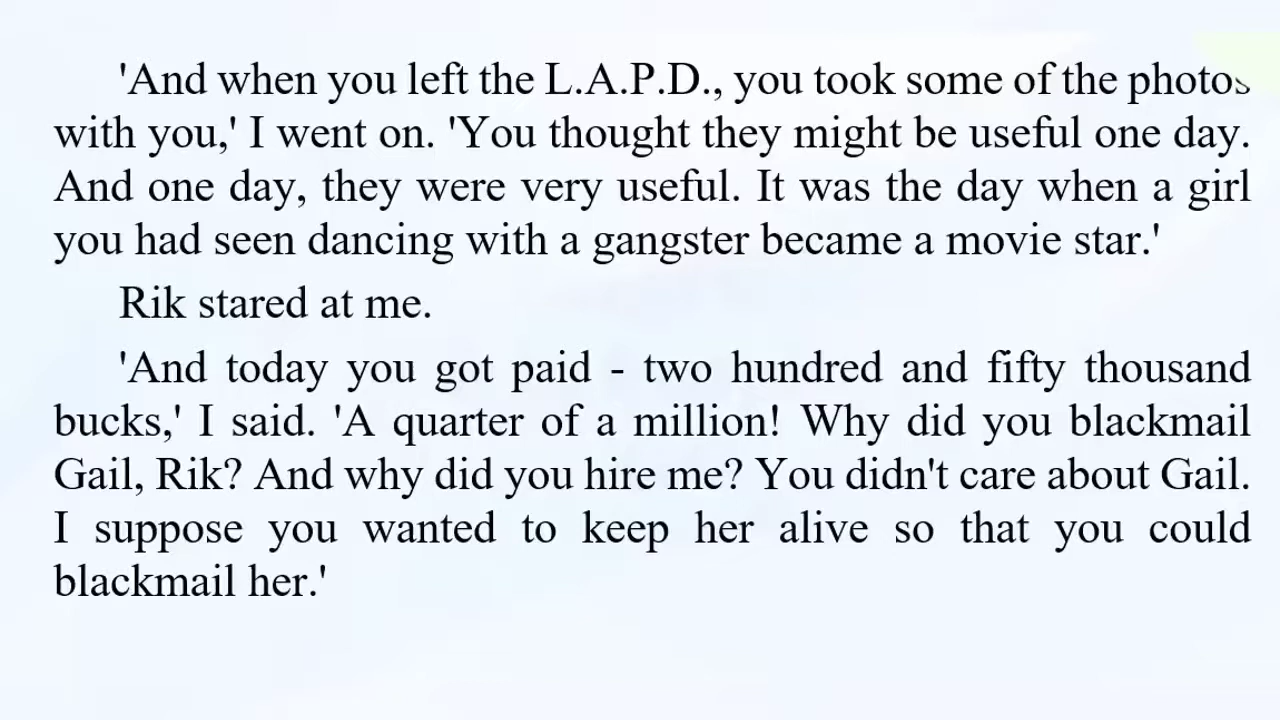 'And when you left the L.A.P.D., you took some of the photos
with you,' I went on. 'You thought they might be useful one day.
And one day, they were very useful. It was the day when a girl
you had seen dancing with a gangster became a movie star.'
Rik stared at me.
'And today you got paid - two hundred and fifty thousand
bucks,' I said. 'A quarter of a million! Why did you blackmail
Gail, Rik? And why did you hire me? You didn't care about Gail.
I suppose you wanted to keep her alive so that you could
blackmail her.'